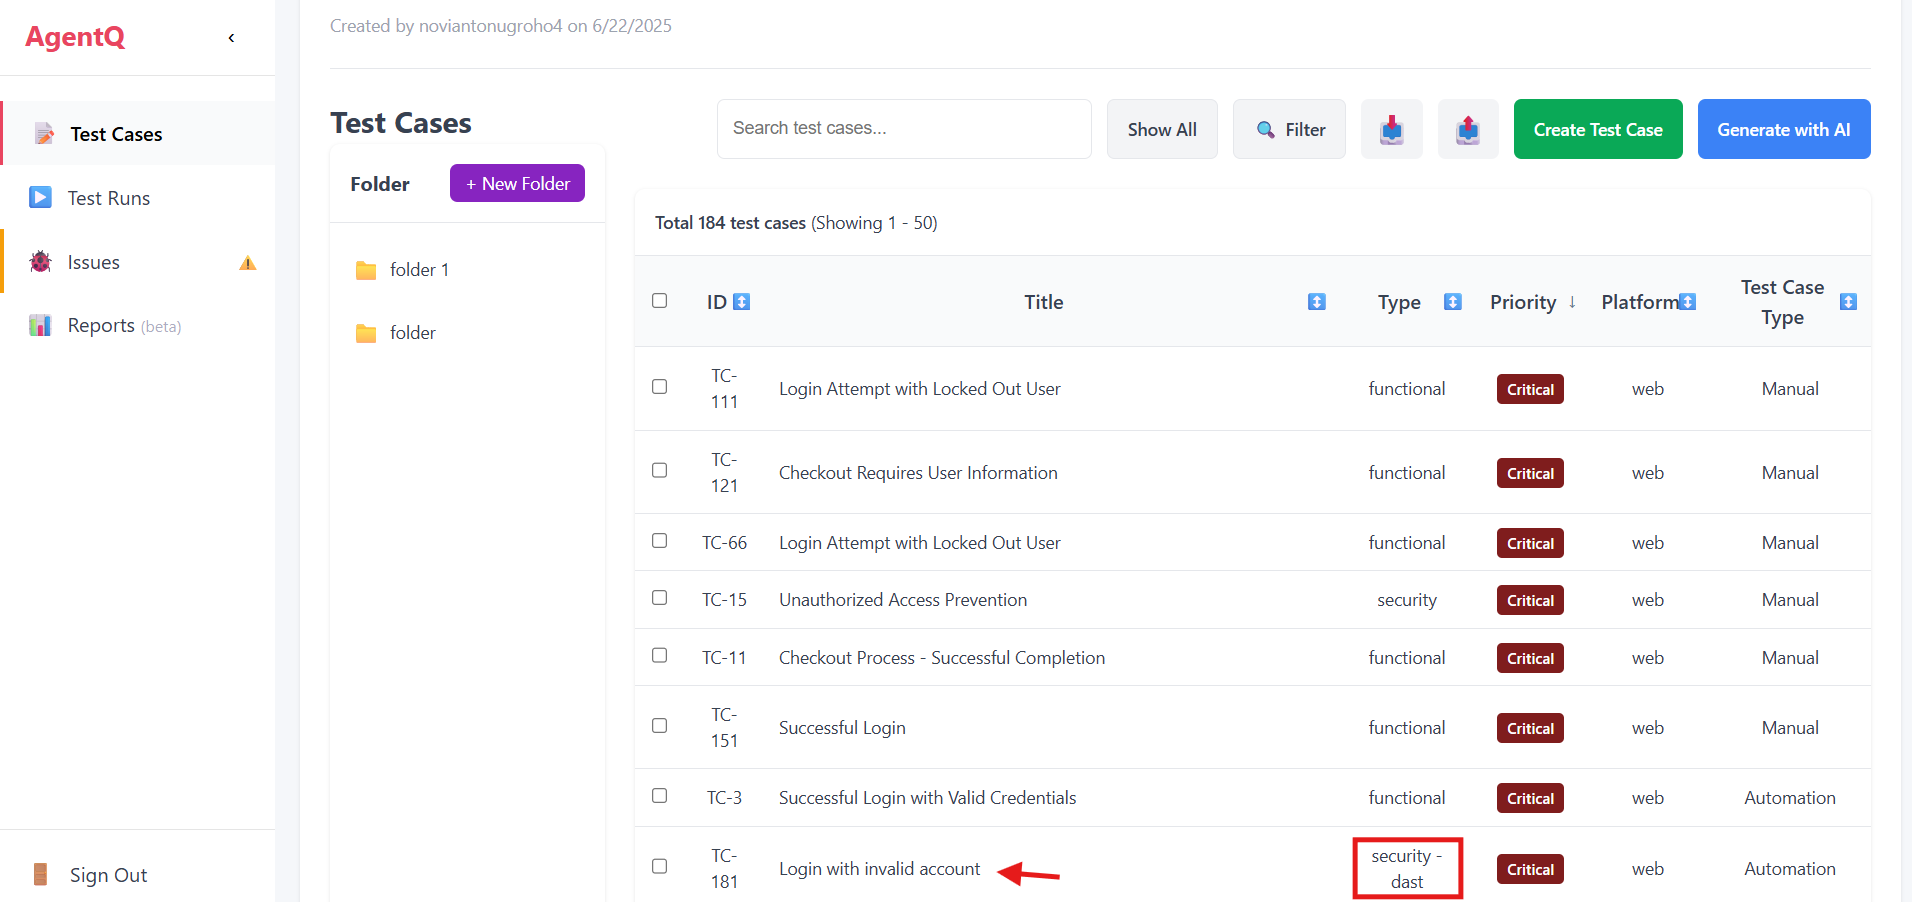 AgentQ
‹
Test Cases
Test Runs
Issues
Reports (beta)
Sign Out
Created by noviantonugroho4 on 6/22/2025
Test Cases
Search test cases...
Show All
Filter
Create Test Case
Generate with AI
Folder
+ New Folder
folder 1
folder
Total 184 test cases (Showing 1 - 50)
ID Title Type Priority ↓ Platform Test Case
Type
TC-
111 Login Attempt with Locked Out User functional Critical web Manual
TC-
121 Checkout Requires User Information functional Critical web Manual
TC-66 Login Attempt with Locked Out User functional Critical web Manual
TC-15 Unauthorized Access Prevention security Critical web Manual
TC-11 Checkout Process - Successful Completion functional Critical web Manual
TC-
151 Successful Login functional Critical web Manual
TC-3 Successful Login with Valid Credentials functional Critical web Automation
TC-
181 Login with invalid account security -
dast Critical web Automation